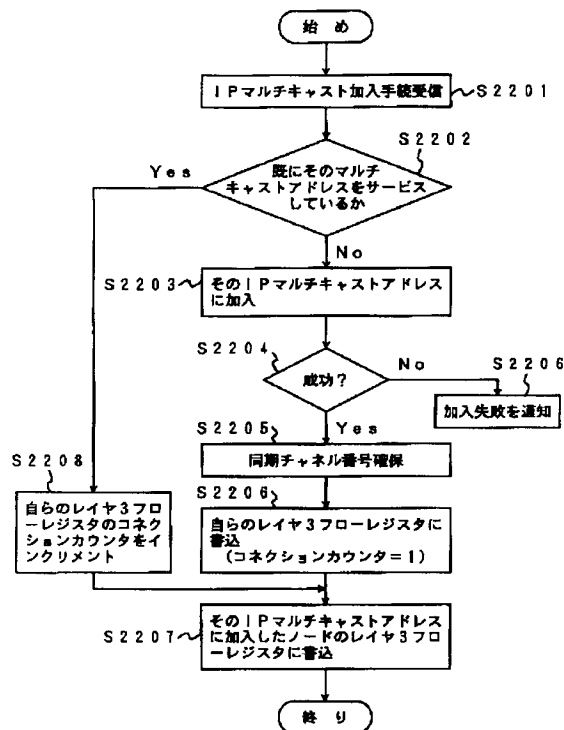 始 め
IPマルチキャスト加入手続受信
S2201
S2202
既にそのマルチ
キャストアドレスをサービス
しているか
Yes
No
S2203
そのIPマルチキャストアドレス
に加入
S2204
成功?
No
S2206
加入失敗を通知
Yes
S2205
同期チャネル番号確保
S2208
自らのレイヤ3フロ
ーレジスタのコネク
ションカウンタをイ
ンクリメント
S2206
自らのレイヤ3フローレジスタに
書込
(コネクションカウンタ=1)
S2207
そのIPマルチキャストアドレス
に加入したノードのレイヤ3フロ
ーレジスタに書込
終 り